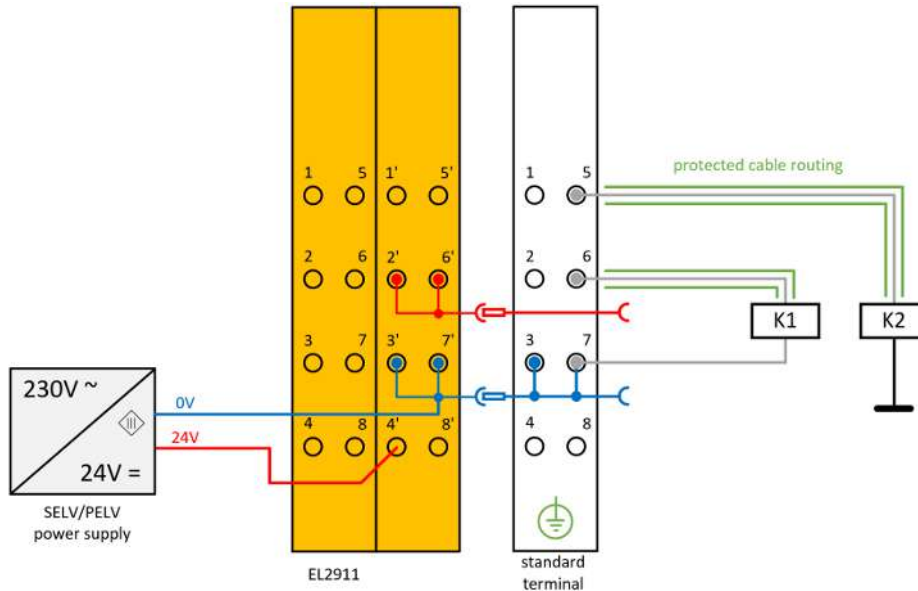 protected cable routing
1 5 1' 5' 1 5
2 6 2' 6' 2 6
K1 K2
3 7 3' 7' 3 7
230V ~
0V
III
4 8 4' 8' 4 8
24V
24V =
SELV/PELV
power supply
EL2911
standard
terminal